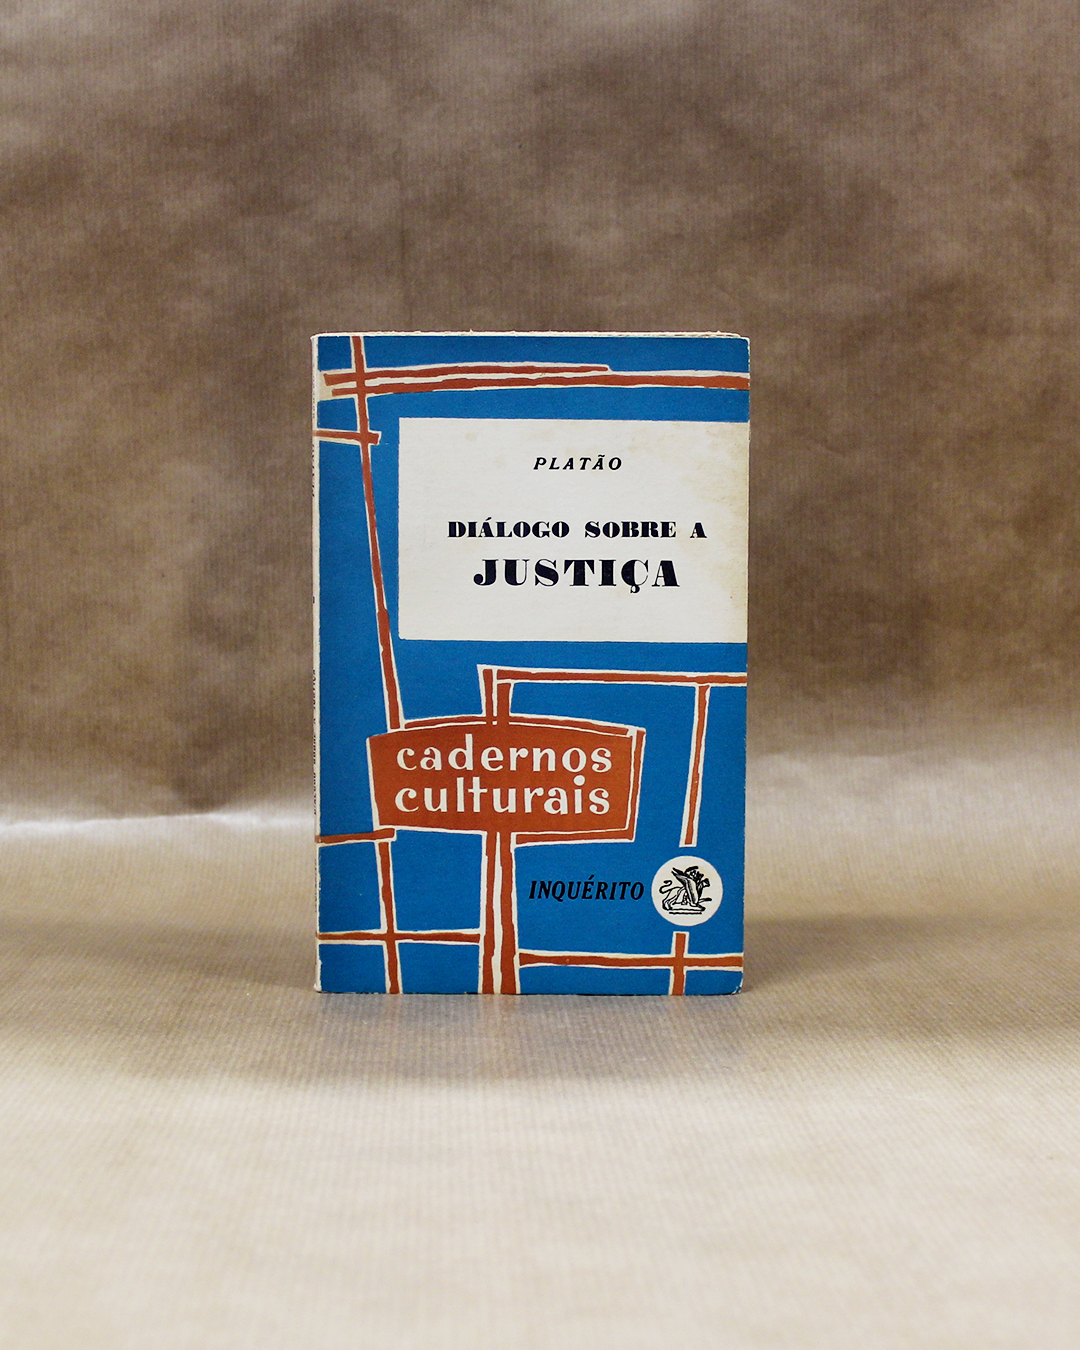 PLATÃO
DIÁLOGO SOBRE A
JUSTIÇA
cadernos
culturais
INQUÉRITO